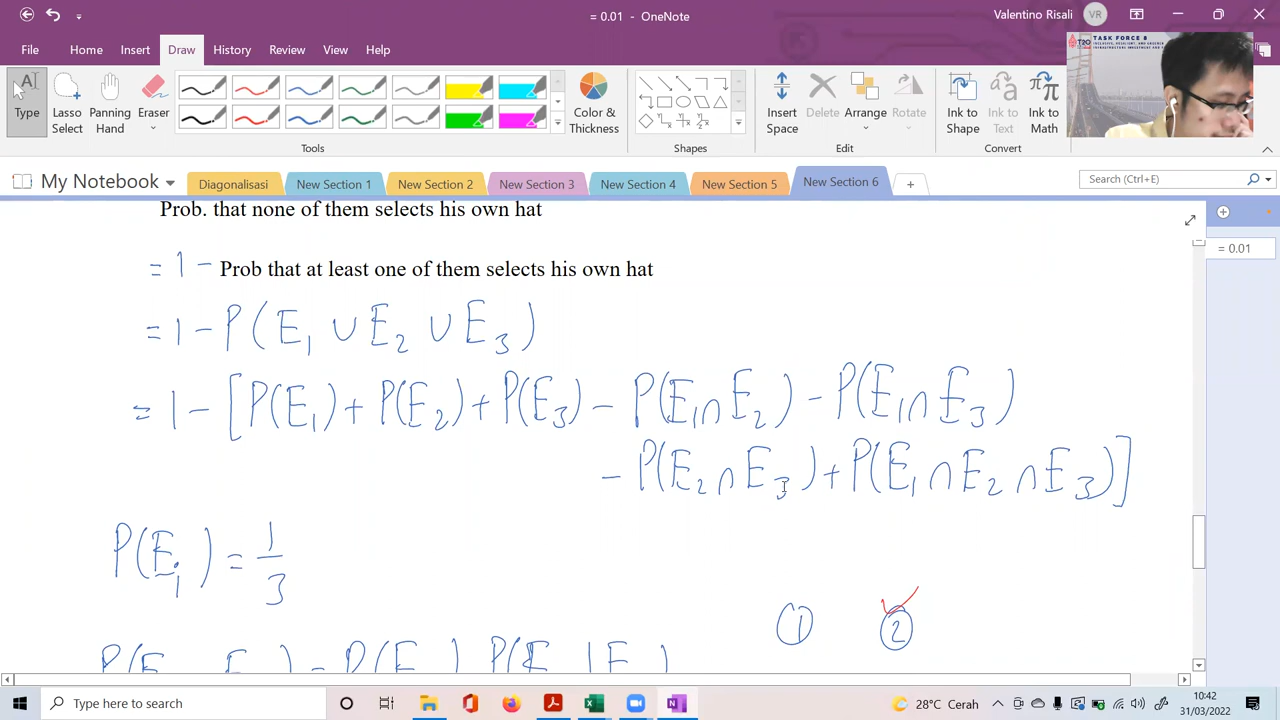 = 0.01 - OneNote
Valentino Risali VR
File Home Insert Draw History Review View Help
TASK FORCE 8
Type
Lasso Select
Panning Hand
Eraser
Color & Thickness
Insert Space
Delete
Arrange
Rotate
Ink to Shape
Ink to Text
Ink to Math
Tools
Shapes
Edit
Convert
My Notebook
Diagonalisasi
New Section 1
New Section 2
New Section 3
New Section 4
New Section 5
New Section 6
Search (Ctrl+E)
= 0.01
Prob. that none of them selects his own hat
= 1 - Prob that at least one of them selects his own hat
= 1 - P(E₁ ∪ E₂ ∪ E₃)
= 1 - [P(E₁) + P(E₂) + P(E₃) - P(E₁∩E₂) - P(E₁∩E₃)
- P(E₂∩E₃) + P(E₁∩E₂∩E₃)]
P(Eᵢ) = 1/3
① ②
Type here to search
28°C Cerah
10:42
31/03/2022